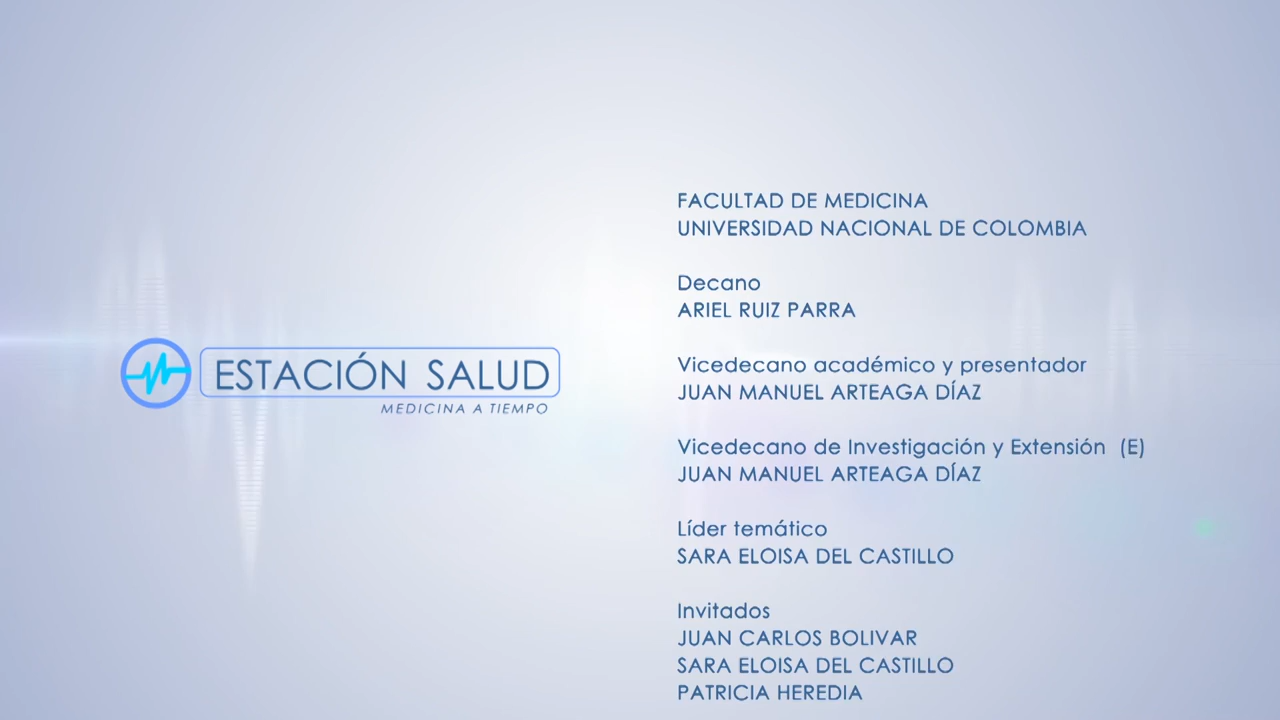 ESTACIÓN SALUD
MEDICINA A TIEMPO
FACULTAD DE MEDICINA
UNIVERSIDAD NACIONAL DE COLOMBIA
Decano
ARIEL RUIZ PARRA
Vicedecano académico y presentador
JUAN MANUEL ARTEAGA DÍAZ
Vicedecano de Investigación y Extensión (E)
JUAN MANUEL ARTEAGA DÍAZ
Líder temático
SARA ELOISA DEL CASTILLO
Invitados
JUAN CARLOS BOLIVAR
SARA ELOISA DEL CASTILLO
PATRICIA HEREDIA